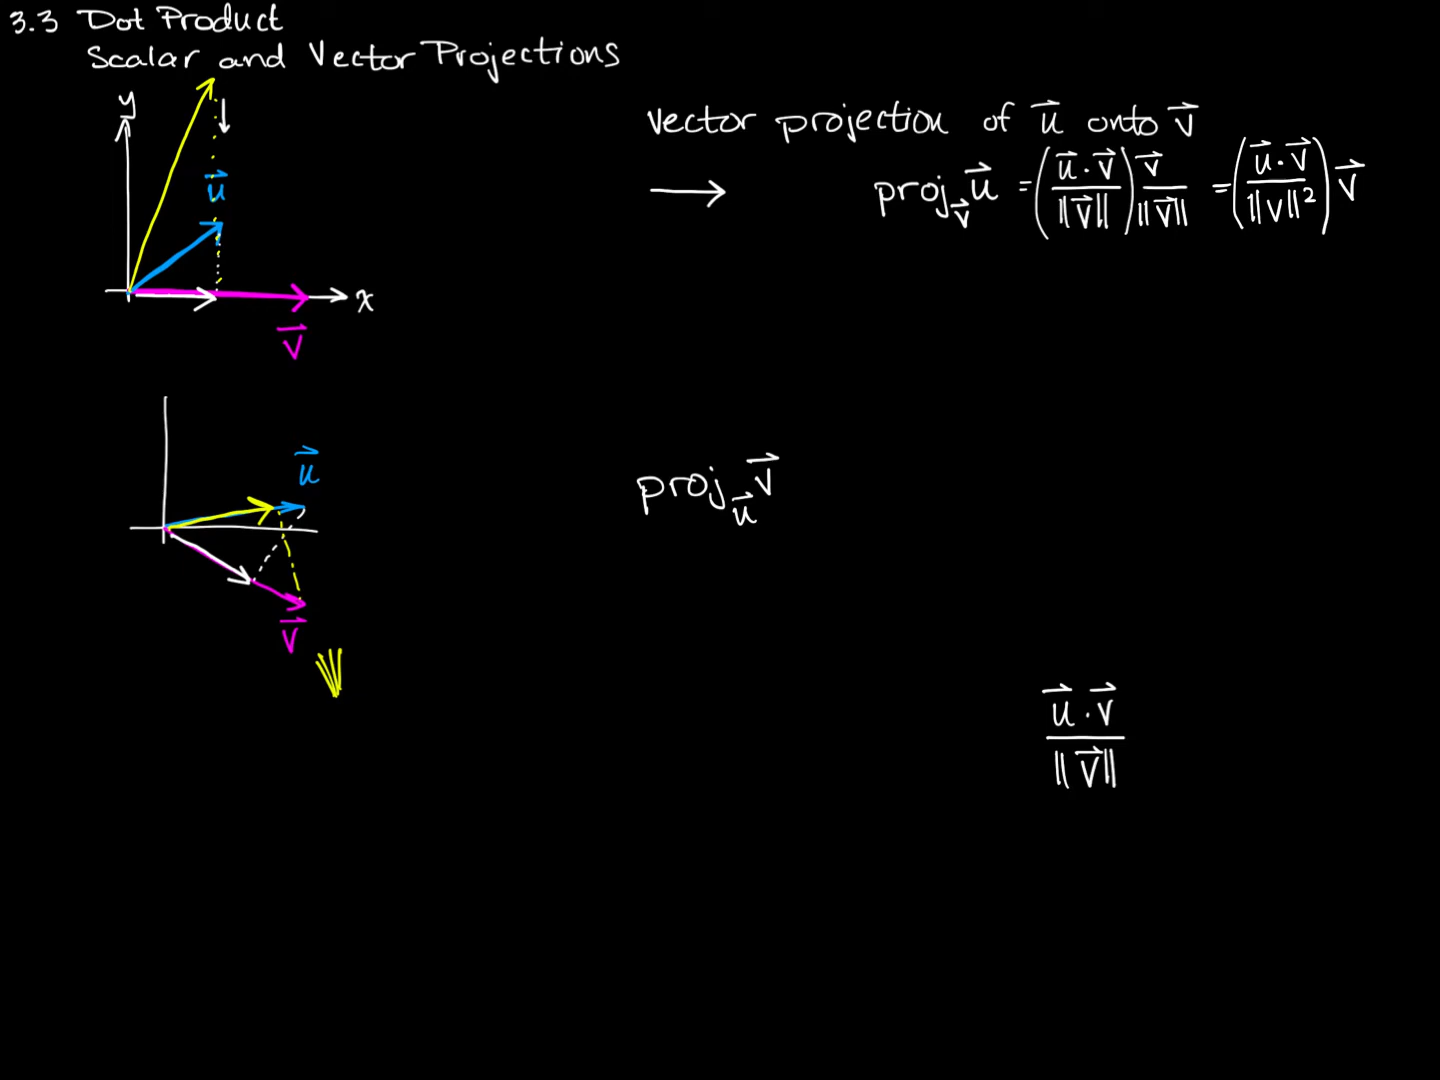 3.3 Dot Product
Scalar and Vector Projections
y
vector projection of u⃗ onto v⃗
u⃗
⟶ proj_v⃗ u⃗ = (u⃗ · v⃗ / ‖v⃗‖) v⃗ / ‖v⃗‖ = (u⃗ · v⃗ / ‖v‖²) v⃗
x
v⃗
u⃗
proj_u⃗ v⃗
v⃗
u⃗ · v⃗ / ‖v⃗‖